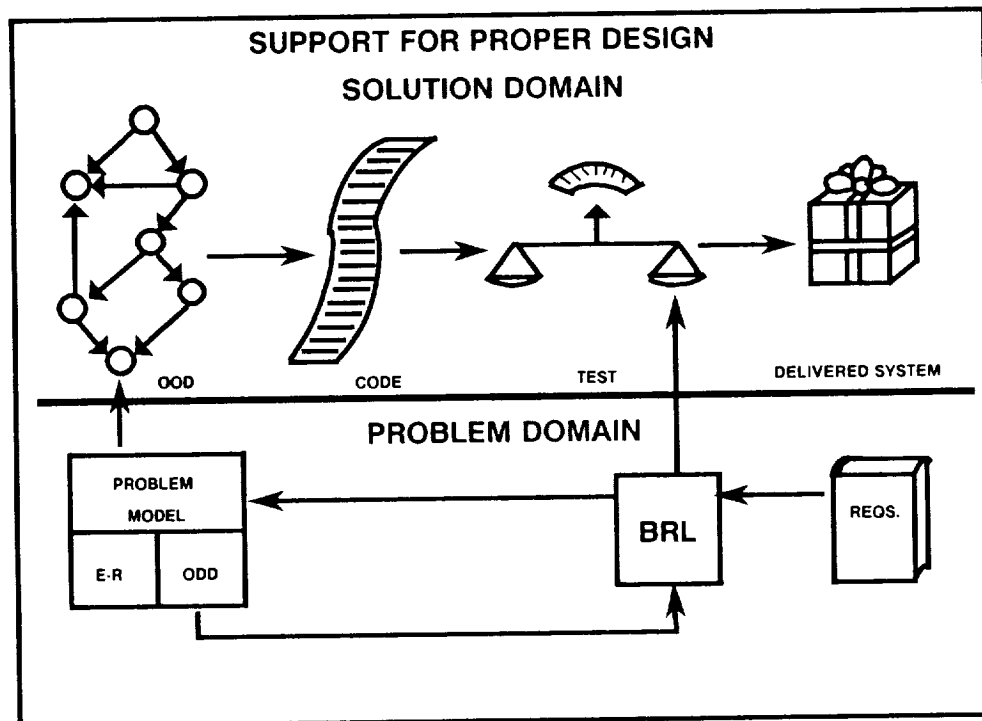 SUPPORT FOR PROPER DESIGN
SOLUTION DOMAIN
OOD
CODE
TEST
DELIVERED SYSTEM
PROBLEM DOMAIN
PROBLEM
MODEL
E-R
ODD
BRL
REQS.